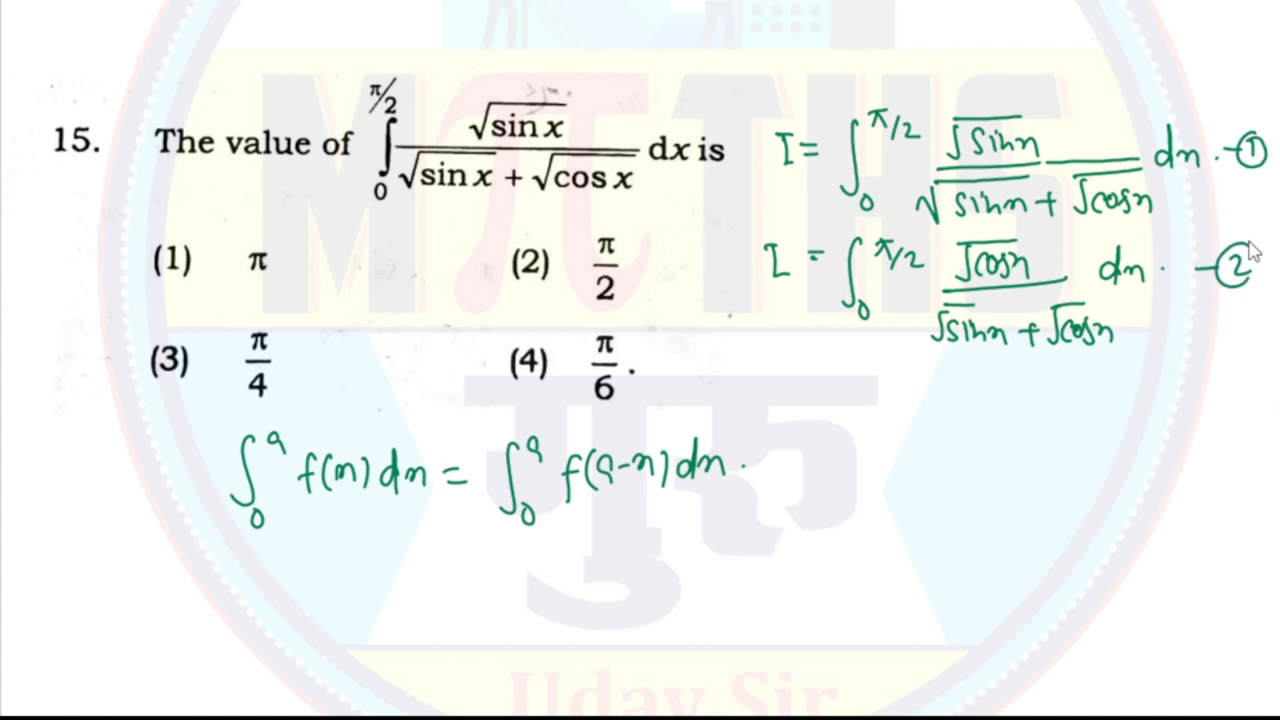 MπTHS
15. The value of ∫₀^{π/2} √sin x / (√sin x + √cos x) dx is
(1) π (2) π/2
(3) π/4 (4) π/6 .
I = ∫₀^{π/2} √sinx / (√sinx + √cosx) dx. -①
I = ∫₀^{π/2} √cosx / (√sinx + √cosx) dx. -②
∫₀^a f(x) dx = ∫₀^a f(a-x) dx.
गुरु
Uday Sir